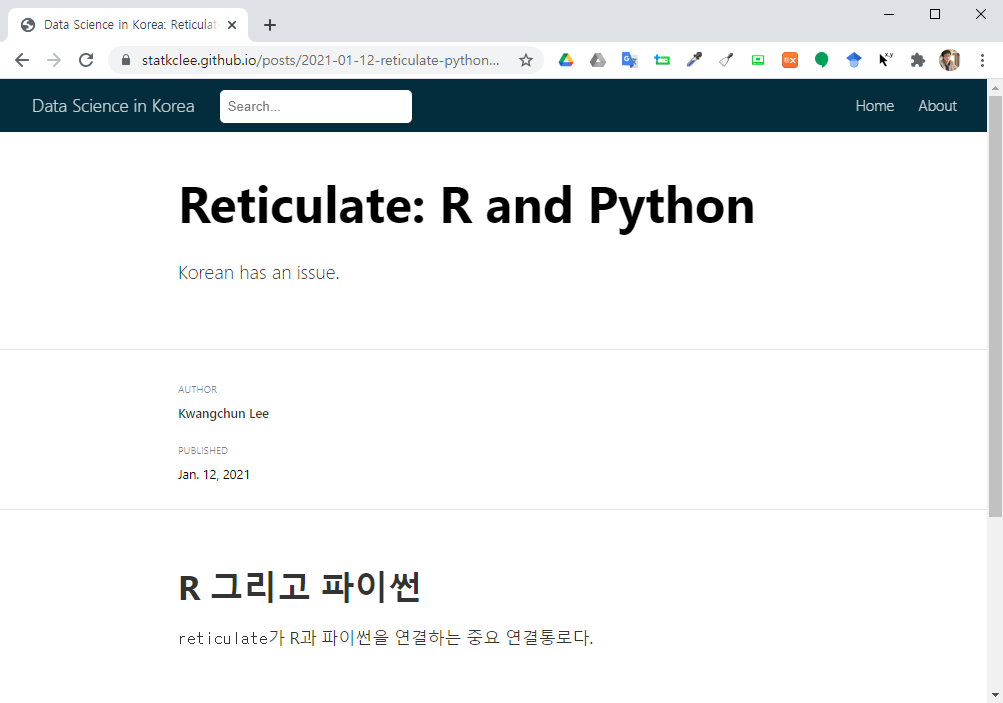 Data Science in Korea: Reticulat
statkclee.github.io/posts/2021-01-12-reticulate-python...
EX
x,y
Data Science in Korea
Search...
Home
About
Reticulate: R and Python
Korean has an issue.
AUTHOR
Kwangchun Lee
PUBLISHED
Jan. 12, 2021
R 그리고 파이썬
reticulate가 R과 파이썬을 연결하는 중요 연결통로다.